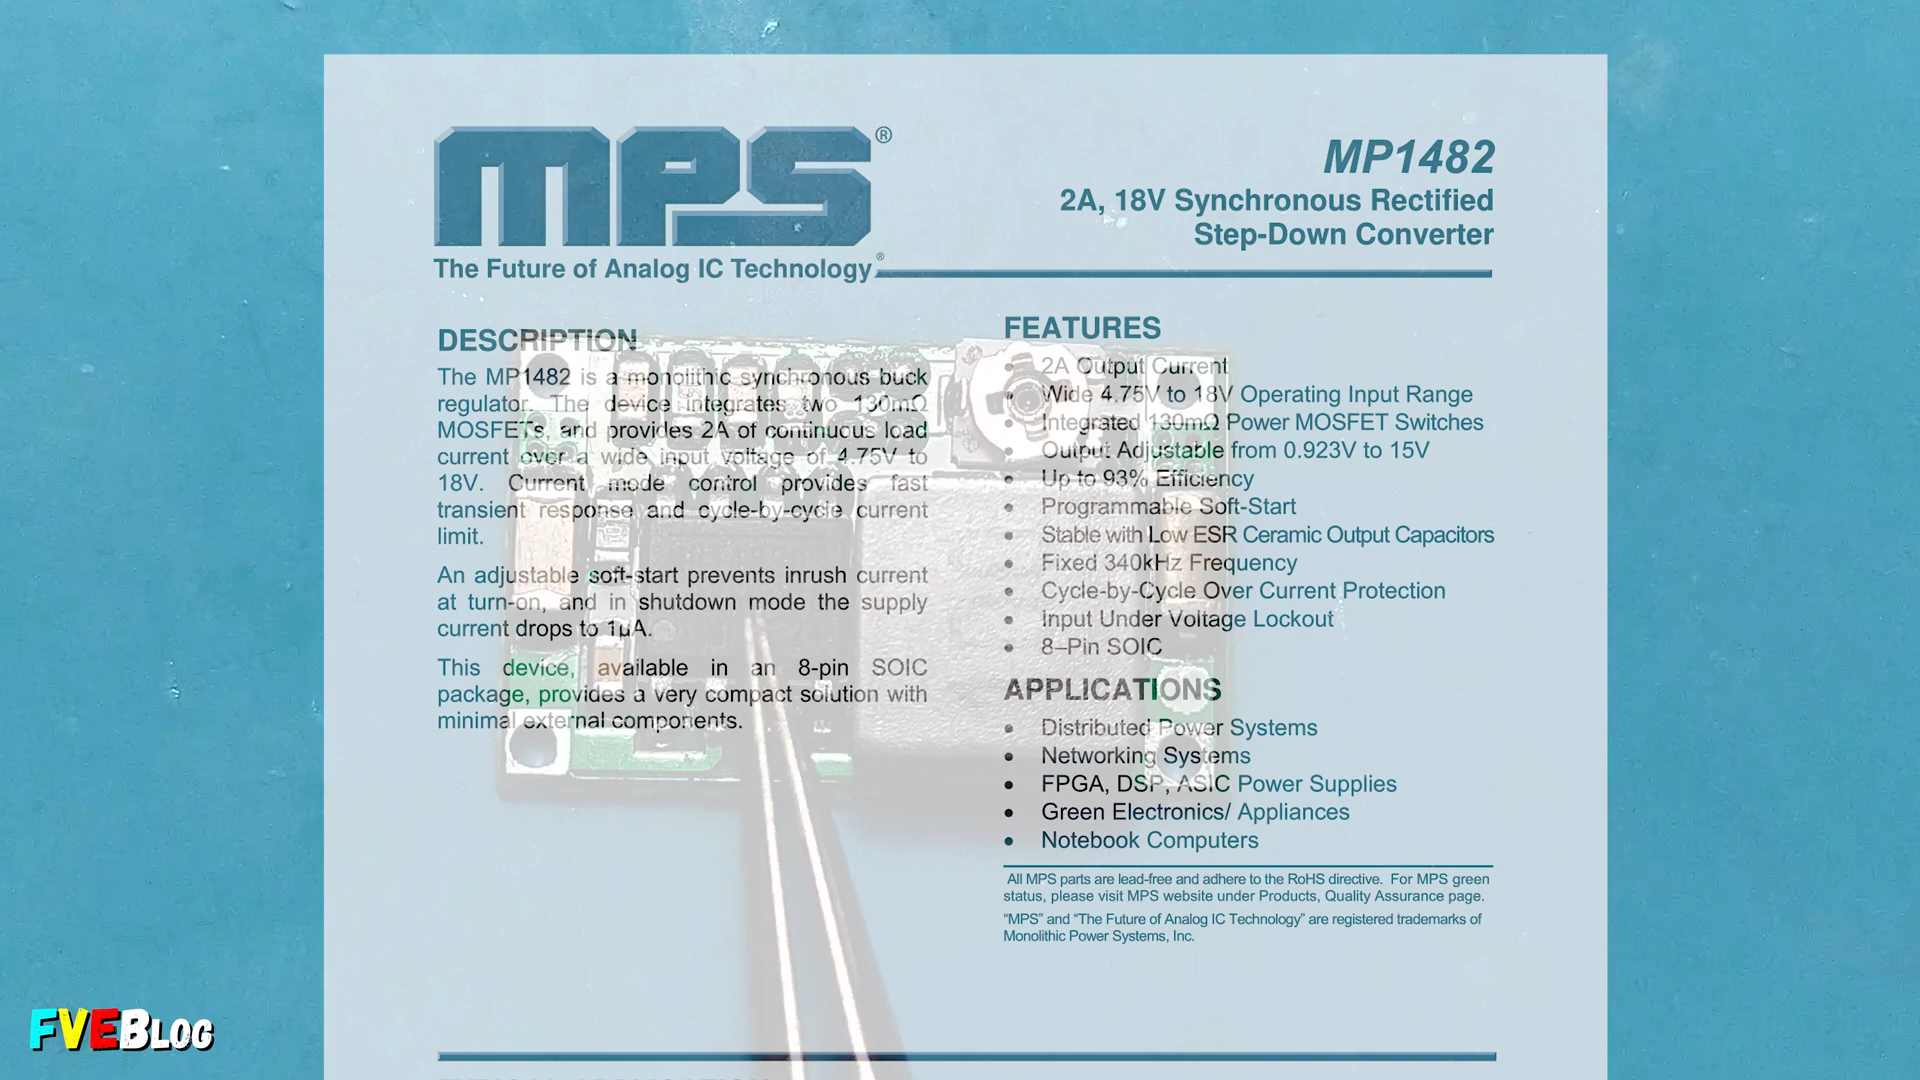 MPS®
The Future of Analog IC Technology®
MP1482
2A, 18V Synchronous Rectified
Step-Down Converter
DESCRIPTION
The MP1482 is a monolithic synchronous buck
regulator. The device integrates two 130mΩ
MOSFETs, and provides 2A of continuous load
current over a wide input voltage of 4.75V to
18V. Current mode control provides fast
transient response and cycle-by-cycle current
limit.
An adjustable soft-start prevents inrush current
at turn-on, and in shutdown mode the supply
current drops to 1µA.
This device, available in an 8-pin SOIC
package, provides a very compact solution with
minimal external components.
FEATURES
• 2A Output Current
• Wide 4.75V to 18V Operating Input Range
• Integrated 130mΩ Power MOSFET Switches
• Output Adjustable from 0.923V to 15V
• Up to 93% Efficiency
• Programmable Soft-Start
• Stable with Low ESR Ceramic Output Capacitors
• Fixed 340kHz Frequency
• Cycle-by-Cycle Over Current Protection
• Input Under Voltage Lockout
• 8–Pin SOIC
APPLICATIONS
• Distributed Power Systems
• Networking Systems
• FPGA, DSP, ASIC Power Supplies
• Green Electronics/ Appliances
• Notebook Computers
All MPS parts are lead-free and adhere to the RoHS directive. For MPS green
status, please visit MPS website under Products, Quality Assurance page.
“MPS” and “The Future of Analog IC Technology” are registered trademarks of
Monolithic Power Systems, Inc.
FVEBLOG